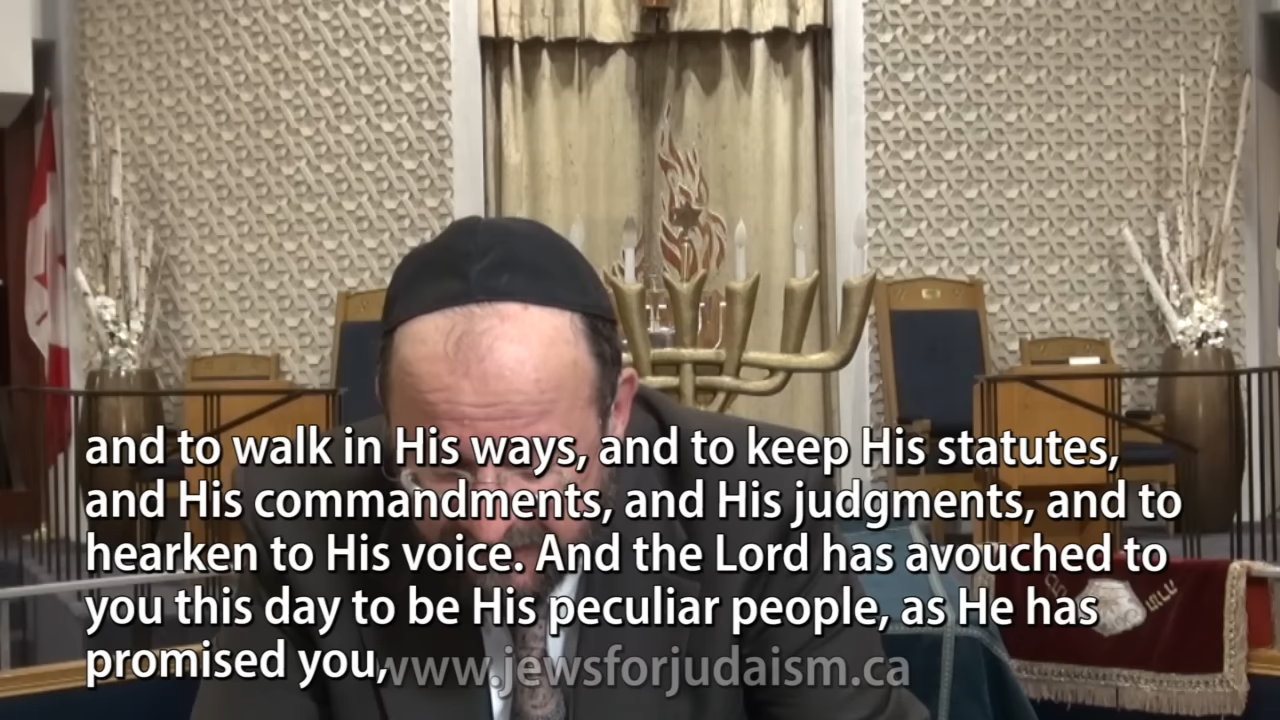 and to walk in His ways, and to keep His statutes,
and His commandments, and His judgments, and to
hearken to His voice. And the Lord has avouched to
you this day to be His peculiar people, as He has
promised you,
www.jewsforjudaism.ca